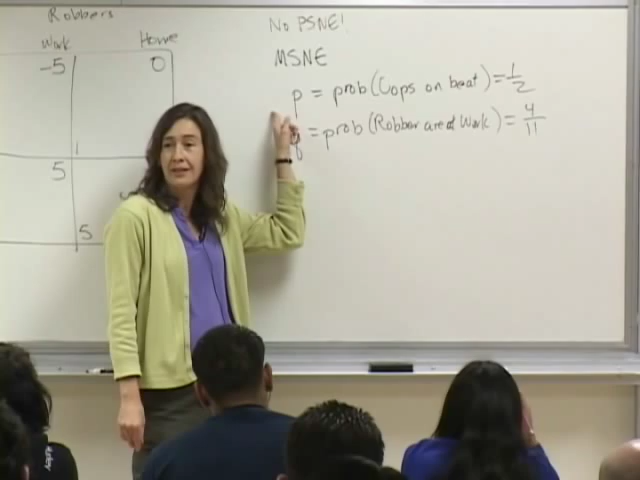 Robbers
Work Home
-5 0
1
5
5
No PSNE!
MSNE
p = prob(Cops on beat) = 1/2
q = prob(Robber are at Work) = 4/11